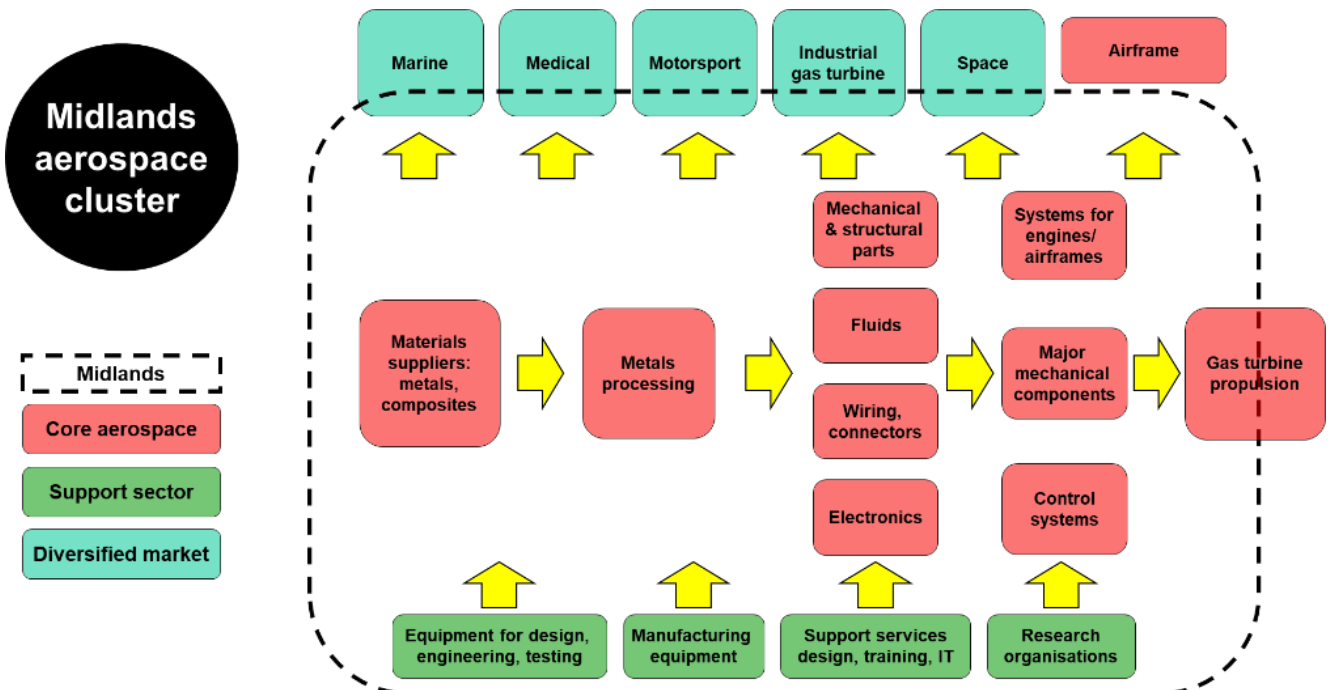 Midlands
aerospace
cluster
Marine
Medical
Motorsport
Industrial
gas turbine
Space
Airframe
Mechanical
& structural
parts
Systems for
engines/
airframes
Materials
suppliers:
metals,
composites
Metals
processing
Fluids
Wiring,
connectors
Electronics
Major
mechanical
components
Control
systems
Gas turbine
propulsion
Midlands
Core aerospace
Support sector
Diversified market
Equipment for design,
engineering, testing
Manufacturing
equipment
Support services
design, training, IT
Research
organisations